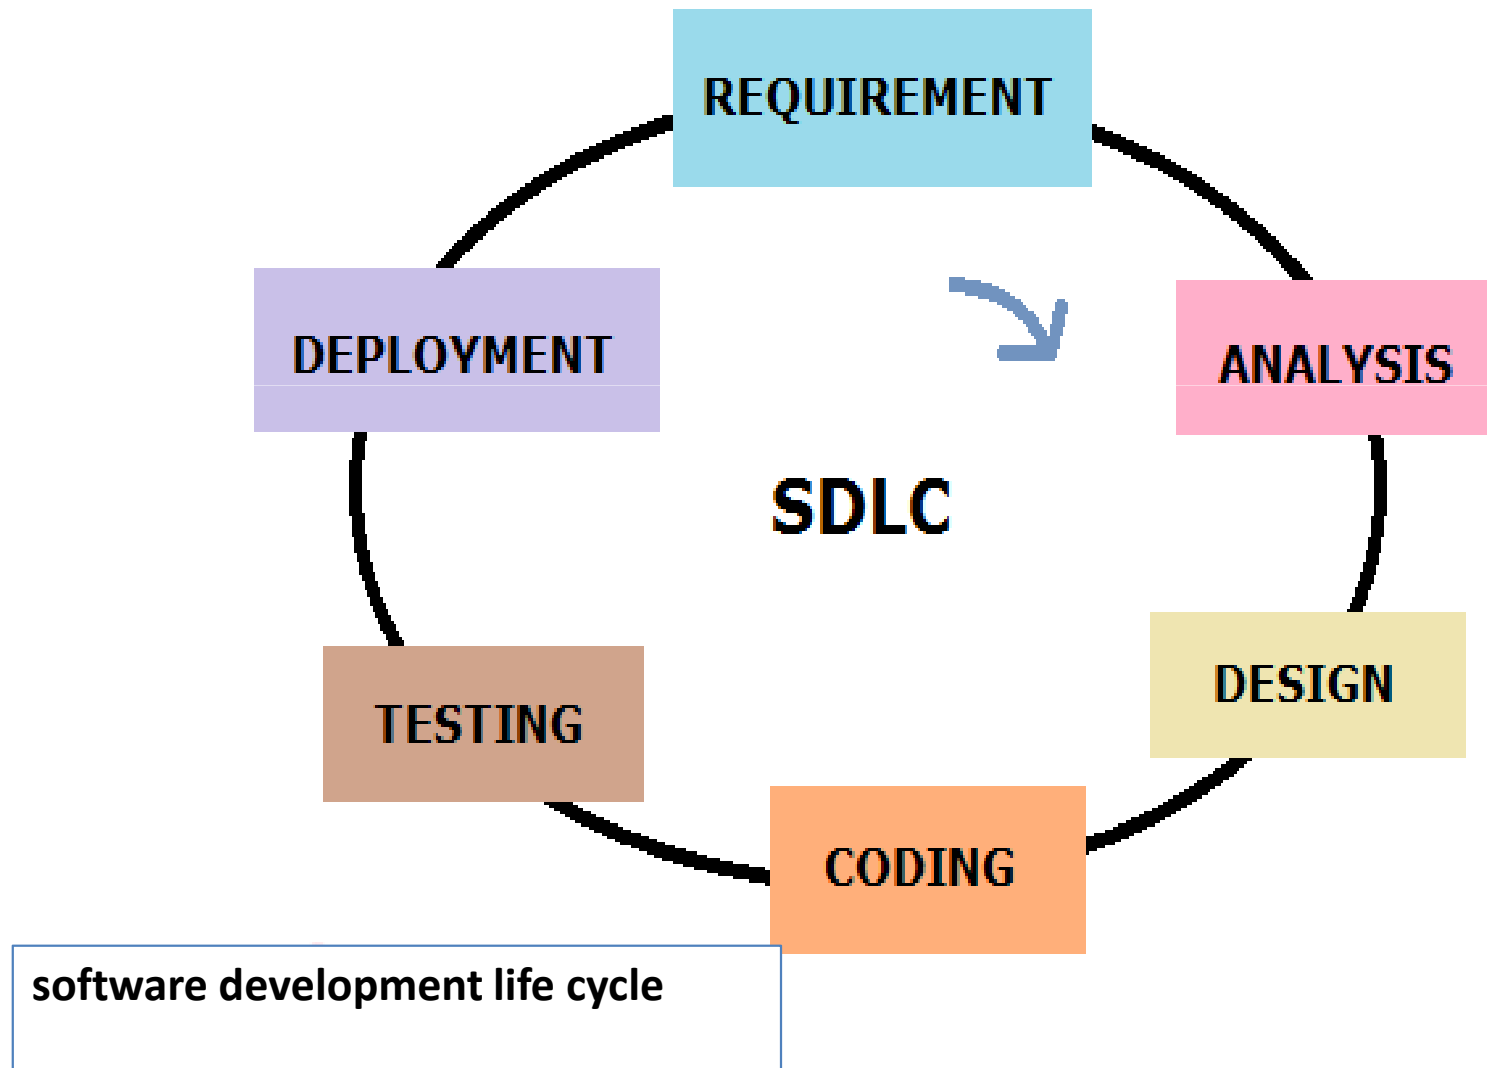 REQUIREMENT
DEPLOYMENT
ANALYSIS
SDLC
DESIGN
TESTING
CODING
software development life cycle